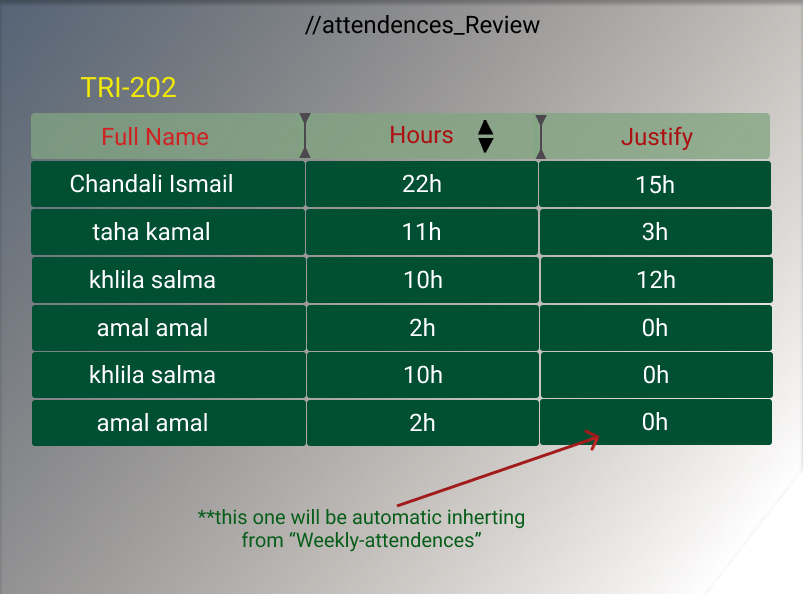 //attendences_Review
TRI-202
Full Name Hours Justify
Chandali Ismail 22h 15h
taha kamal 11h 3h
khlila salma 10h 12h
amal amal 2h 0h
khlila salma 10h 0h
amal amal 2h 0h
**this one will be automatic inherting
from “Weekly-attendences”